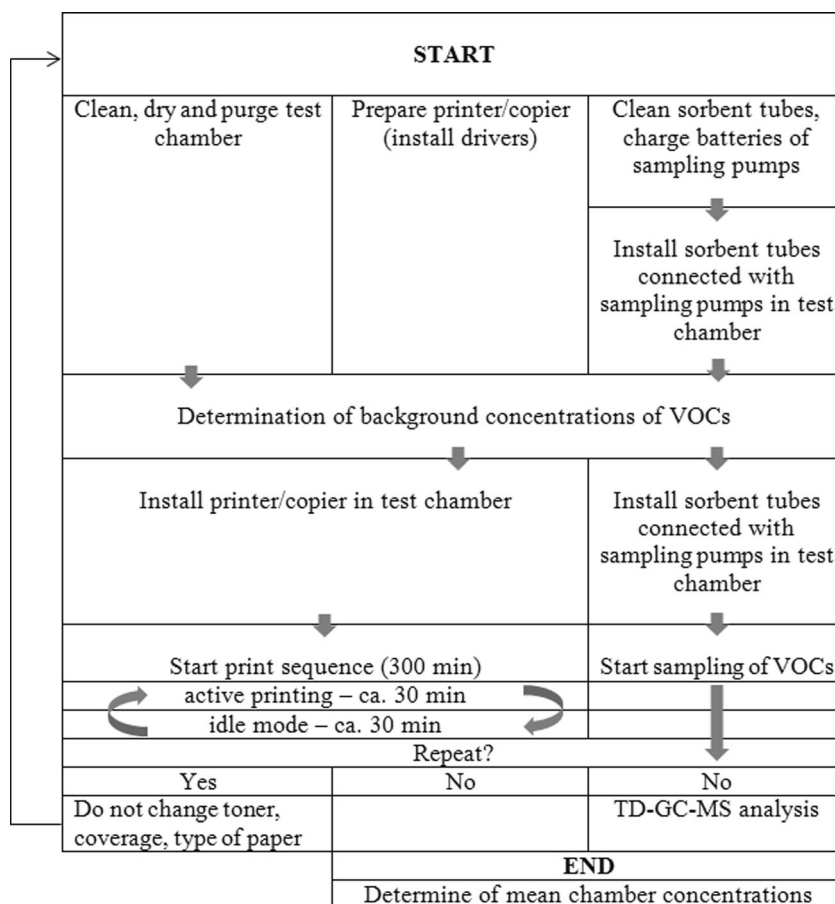 START
Clean, dry and purge test
chamber
Prepare printer/copier
(install drivers)
Clean sorbent tubes,
charge batteries of
sampling pumps
Install sorbent tubes
connected with
sampling pumps in test
chamber
Determination of background concentrations of VOCs
Install printer/copier in test chamber
Install sorbent tubes
connected with
sampling pumps in test
chamber
Start print sequence (300 min)
Start sampling of VOCs
active printing – ca. 30 min
idle mode – ca. 30 min
Repeat?
Yes
No
No
Do not change toner,
coverage, type of paper
TD-GC-MS analysis
END
Determine of mean chamber concentrations